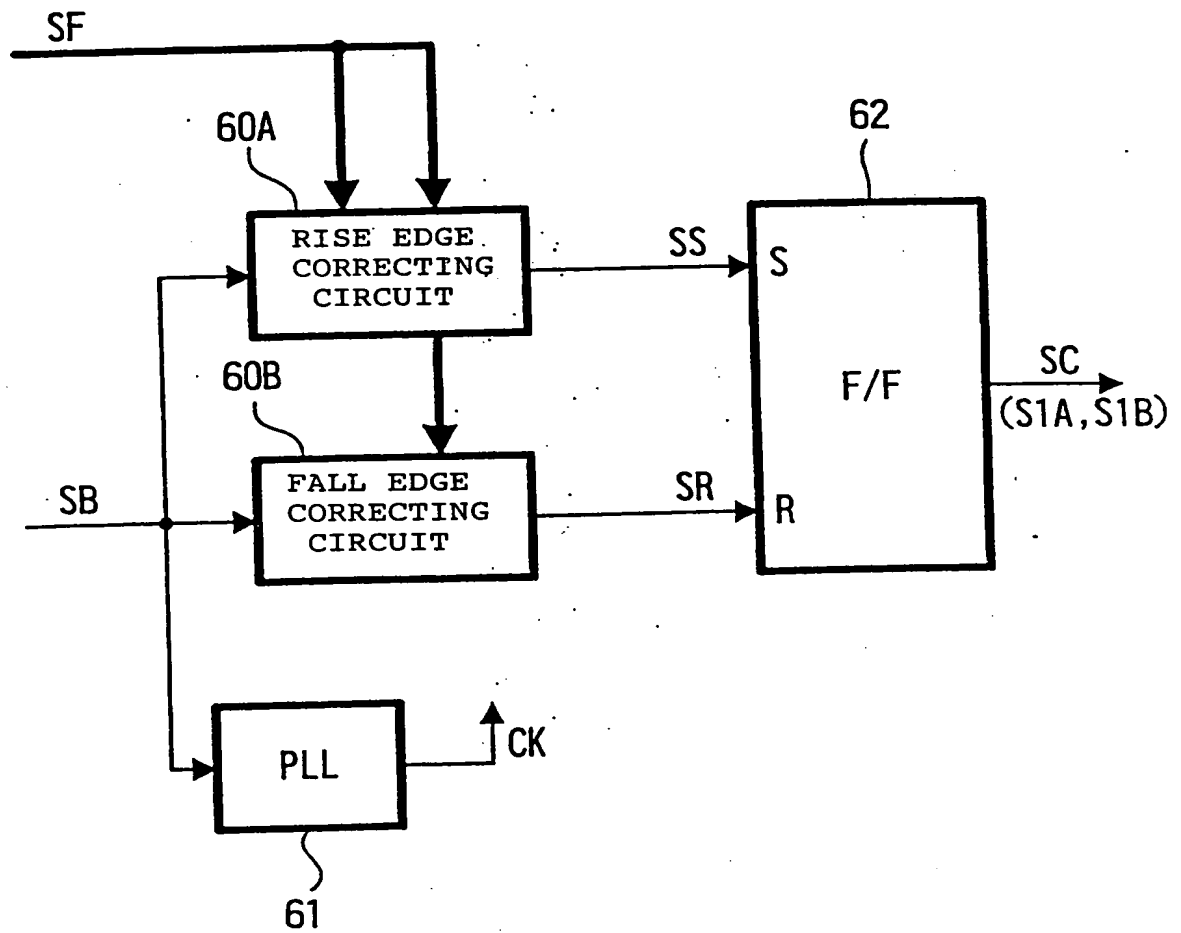 SF
60A
62
RISE EDGE
CORRECTING
CIRCUIT
SS
S
60B
F/F
SC
(S1A,S1B)
FALL EDGE
CORRECTING
CIRCUIT
SB
SR
R
PLL
CK
61